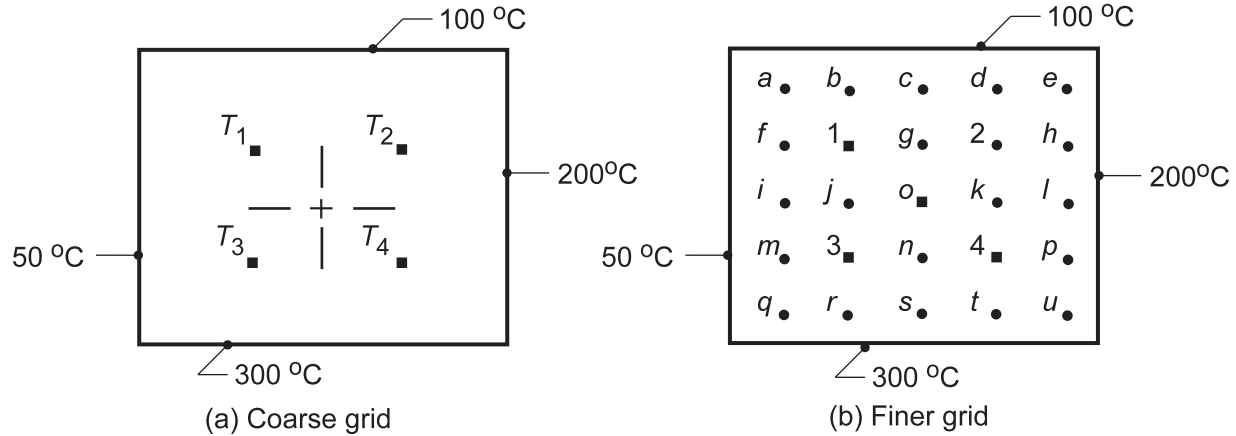 100 °C
T1 T2
200°C
50 °C
T3 T4
300 °C
(a) Coarse grid
100 °C
a b c d e
f 1 g 2 h
200°C
i j o k l
50 °C
m 3 n 4 p
q r s t u
300 °C
(b) Finer grid